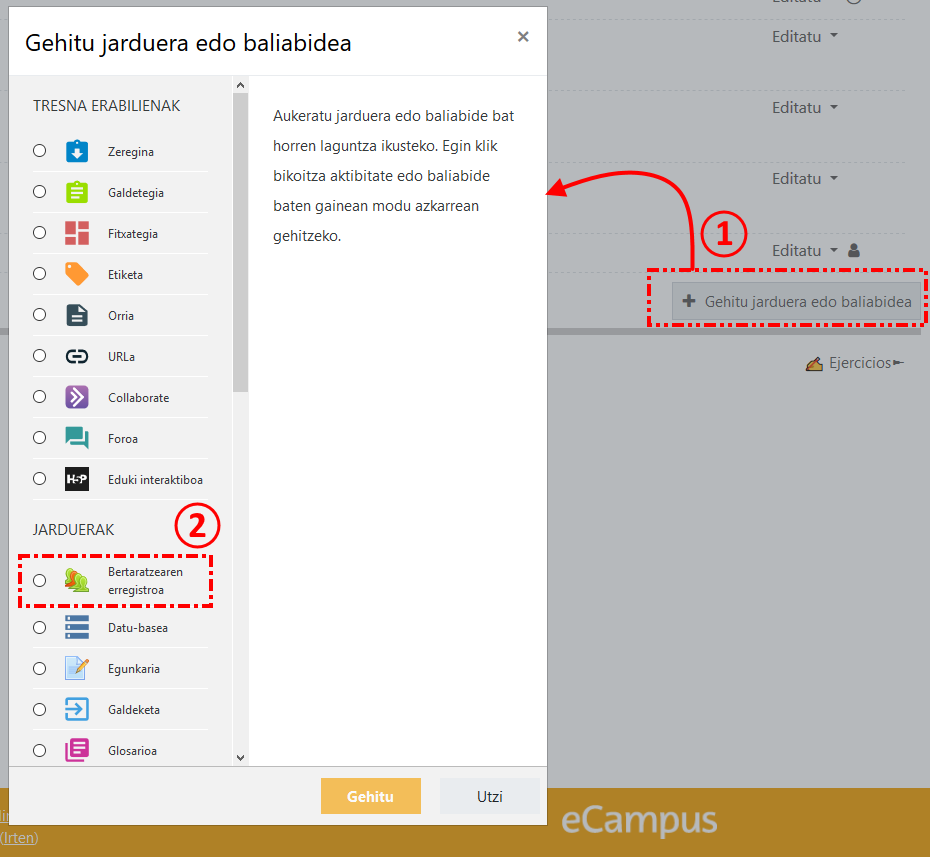 Gehitu jarduera edo baliabidea
×
TRESNA ERABILIENAK
Zeregina
Galdetegia
Fitxategia
Etiketa
Orria
URLa
Collaborate
Foroa
H-P
Eduki interaktiboa
JARDUERAK
2
Bertaratzearen
erregistroa
Datu-basea
Egunkaria
Galdeketa
Glosarioa
Aukeratu jarduera edo baliabide bat
horren laguntza ikusteko. Egin klik
bikoitza aktibitate edo baliabide
baten gainean modu azkarrean
gehitzeko.
Gehitu
Utzi
Editatu
Editatu
Editatu
Editatu
Editatu
1
+ Gehitu jarduera edo baliabidea
Ejercicios►
(Irten)
eCampus